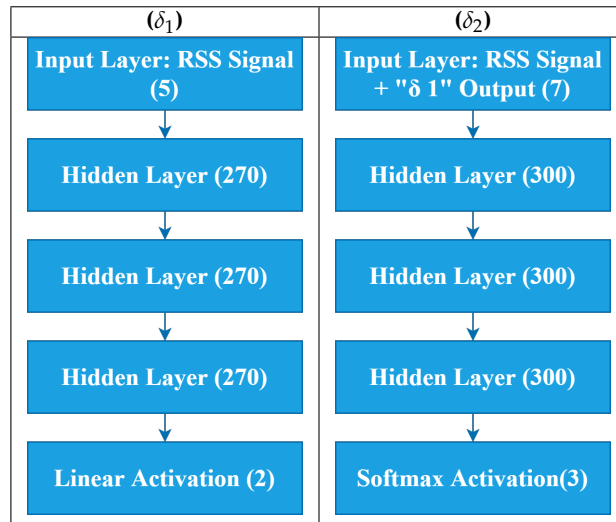 (δ₁)
Input Layer: RSS Signal
(5)
Hidden Layer (270)
Hidden Layer (270)
Hidden Layer (270)
Linear Activation (2)
(δ₂)
Input Layer: RSS Signal
+ "δ 1" Output (7)
Hidden Layer (300)
Hidden Layer (300)
Hidden Layer (300)
Softmax Activation(3)